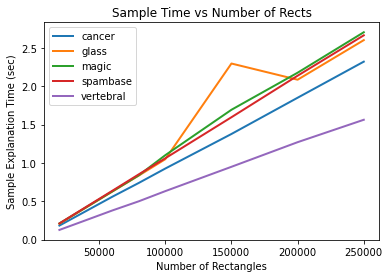 Sample Time vs Number of Rects
cancer
glass
magic
spambase
vertebral
Sample Explanation Time (sec)
2.5
2.0
1.5
1.0
0.5
0.0
50000 100000 150000 200000 250000
Number of Rectangles